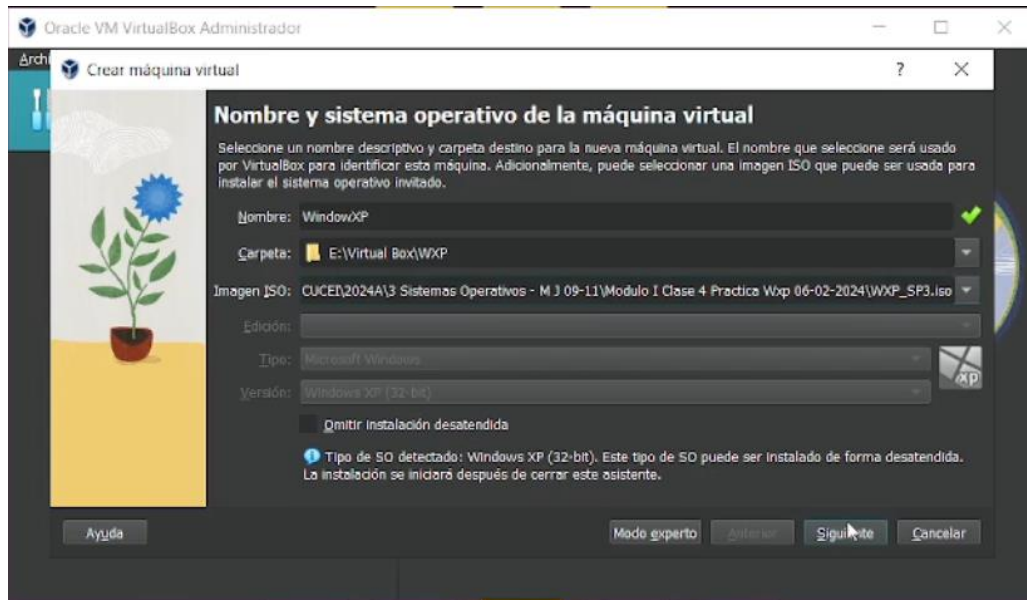 Oracle VM VirtualBox Administrador
Archi
Crear máquina virtual
Nombre y sistema operativo de la máquina virtual
Seleccione un nombre descriptivo y carpeta destino para la nueva máquina virtual. El nombre que seleccione será usado
por VirtualBox para identificar esta máquina. Adicionalmente, puede seleccionar una imagen ISO que puede ser usada para
instalar el sistema operativo invitado.
Nombre: WindowXP
Carpeta: E:\Virtual Box\WXP
Imagen ISO: CUCEI\2024A\3 Sistemas Operativos - M J 09-11\Modulo I Clase 4 Practica Wxp 06-02-2024\WXP_SP3.iso
Edición:
Tipo: Microsoft Windows
Versión: Windows XP (32-bit)
XP
Omitir instalación desatendida
Tipo de SO detectado: Windows XP (32-bit). Este tipo de SO puede ser instalado de forma desatendida.
La instalación se iniciará después de cerrar este asistente.
Ayuda Modo experto Anterior Siguiente Cancelar